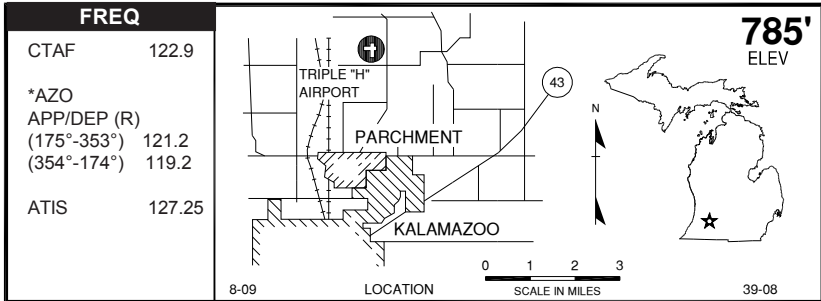 FREQ
CTAF 122.9
*AZO
APP/DEP (R)
(175°-353°) 121.2
(354°-174°) 119.2
ATIS 127.25
TRIPLE "H"
AIRPORT
43
PARCHMENT
KALAMAZOO
785'
ELEV
N
0 1 2 3
8-09 LOCATION SCALE IN MILES 39-08